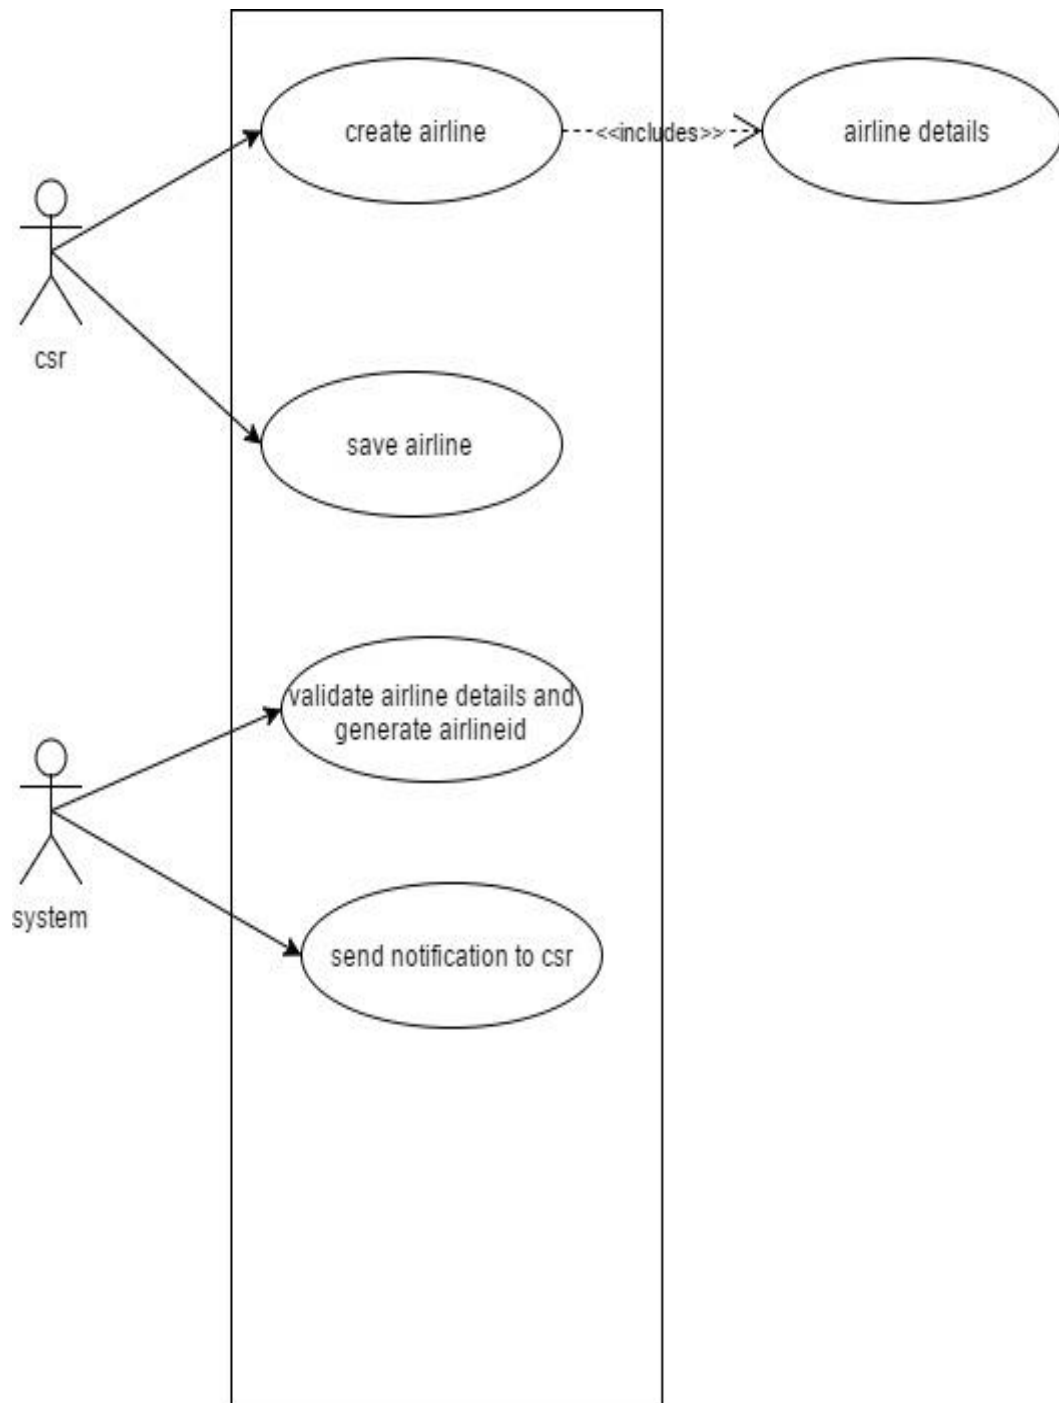 create airline
<<includes>>
airline details
csr
save airline
validate airline details and
generate airlineid
system
send notification to csr